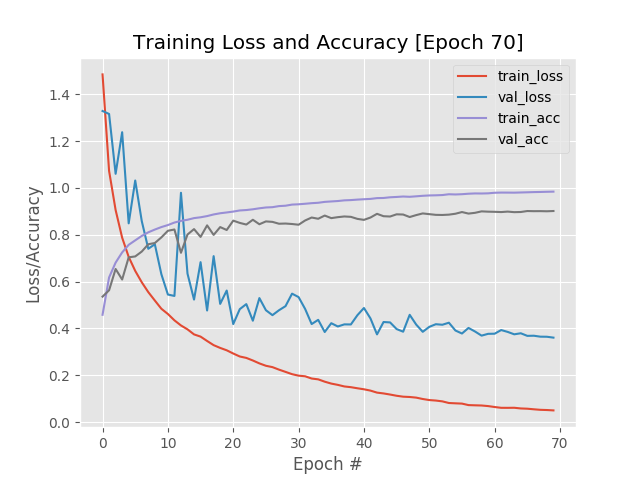 Training Loss and Accuracy [Epoch 70]
train_loss
val_loss
train_acc
val_acc
Loss/Accuracy
1.4
1.2
1.0
0.8
0.6
0.4
0.2
0.0
0 10 20 30 40 50 60 70
Epoch #